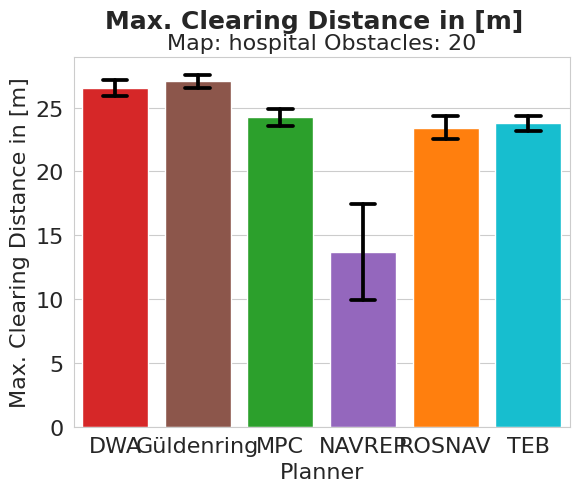 Max. Clearing Distance in [m]
Map: hospital Obstacles: 20
Max. Clearing Distance in [m]
25
20
15
10
5
0
DWA Güldenring MPC NAVREP ROSNAV TEB
Planner